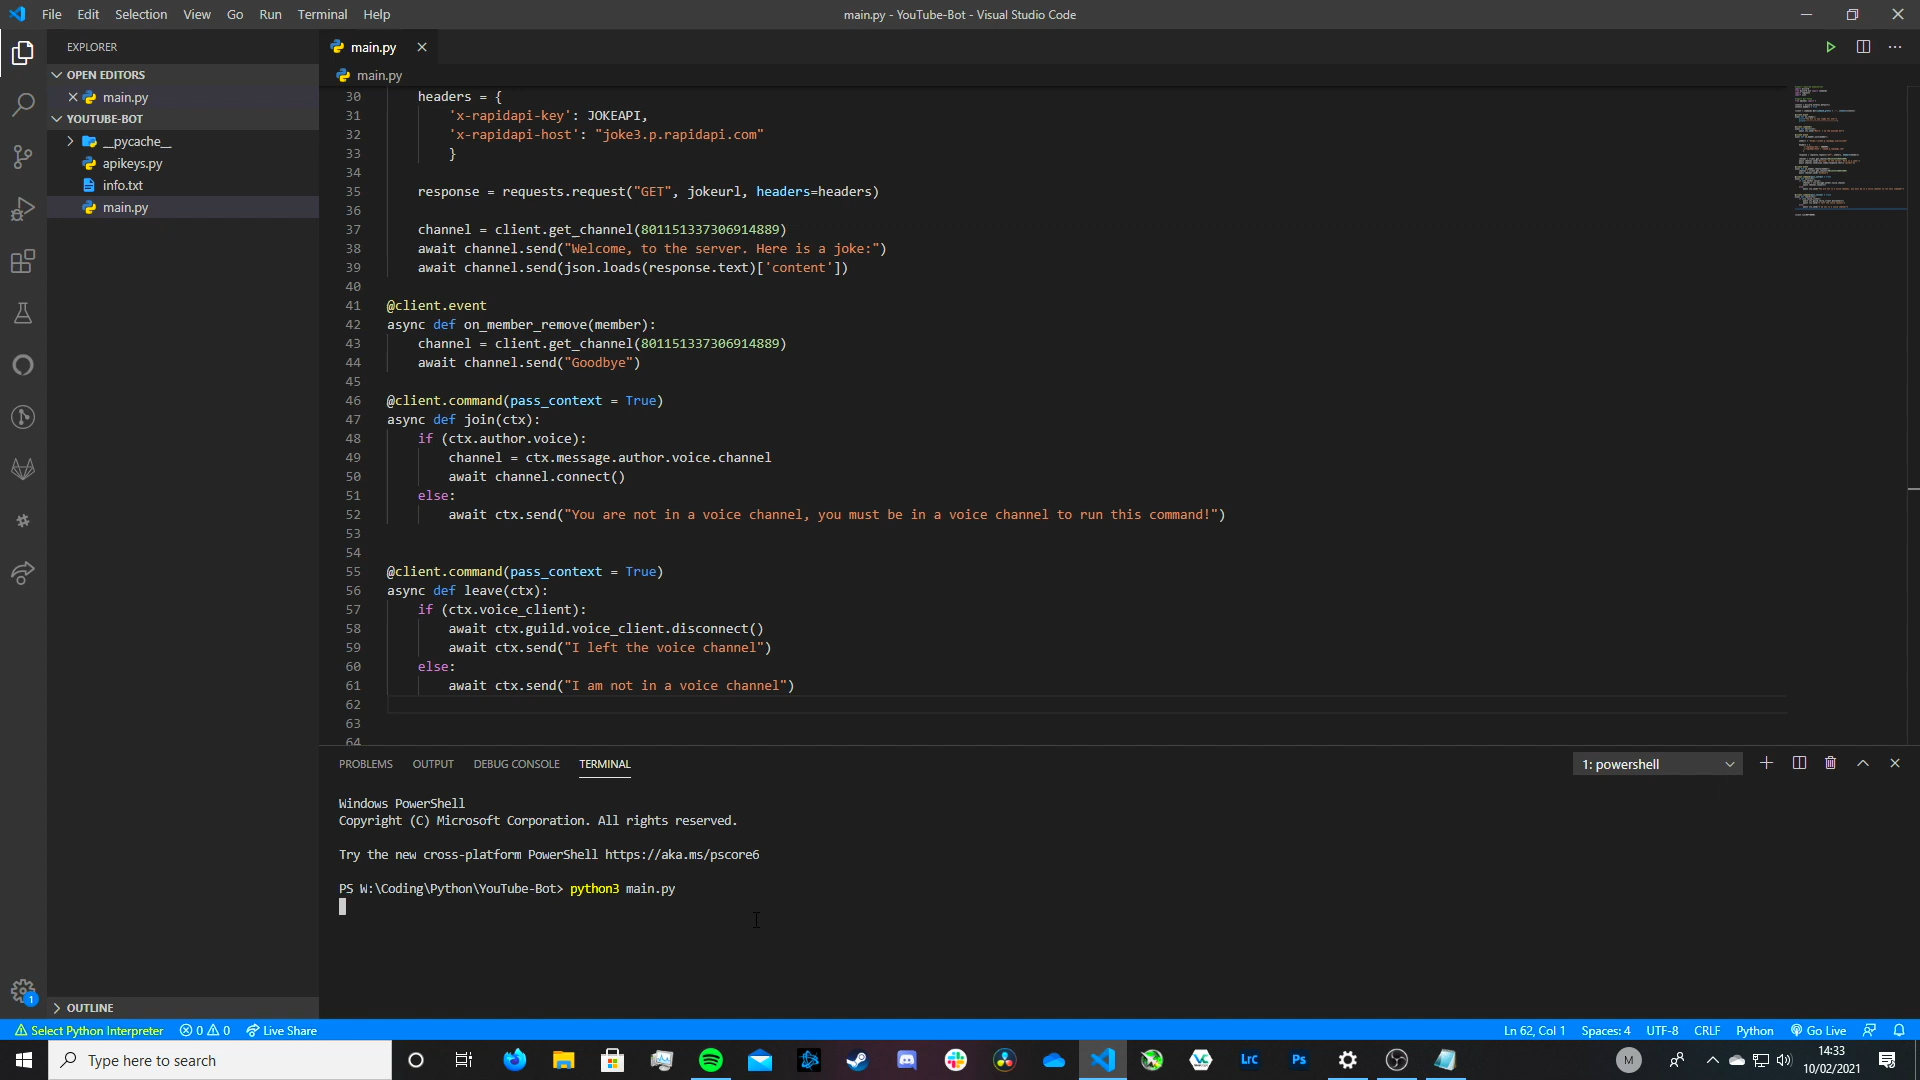 File Edit Selection View Go Run Terminal Help
main.py - YouTube-Bot - Visual Studio Code
EXPLORER
OPEN EDITORS
main.py
YOUTUBE-BOT
__pycache__
apikeys.py
info.txt
main.py
OUTLINE
main.py
main.py
30 headers = {
31 'x-rapidapi-key': JOKEAPI,
32 'x-rapidapi-host': "joke3.p.rapidapi.com"
33 }
34
35 response = requests.request("GET", jokeurl, headers=headers)
36
37 channel = client.get_channel(801151337306914889)
38 await channel.send("Welcome, to the server. Here is a joke:")
39 await channel.send(json.loads(response.text)['content'])
40
41 @client.event
42 async def on_member_remove(member):
43 channel = client.get_channel(801151337306914889)
44 await channel.send("Goodbye")
45
46 @client.command(pass_context = True)
47 async def join(ctx):
48 if (ctx.author.voice):
49 channel = ctx.message.author.voice.channel
50 await channel.connect()
51 else:
52 await ctx.send("You are not in a voice channel, you must be in a voice channel to run this command!")
53
54
55 @client.command(pass_context = True)
56 async def leave(ctx):
57 if (ctx.voice_client):
58 await ctx.guild.voice_client.disconnect()
59 await ctx.send("I left the voice channel")
60 else:
61 await ctx.send("I am not in a voice channel")
62
63
64
PROBLEMS OUTPUT DEBUG CONSOLE TERMINAL
1: powershell
Windows PowerShell
Copyright (C) Microsoft Corporation. All rights reserved.
Try the new cross-platform PowerShell https://aka.ms/pscore6
PS W:\Coding\Python\YouTube-Bot> python3 main.py
1
Select Python Interpreter 0 0 Live Share
Ln 62, Col 1 Spaces: 4 UTF-8 CRLF Python Go Live
Type here to search
Lrc Ps
M
14:33
10/02/2021